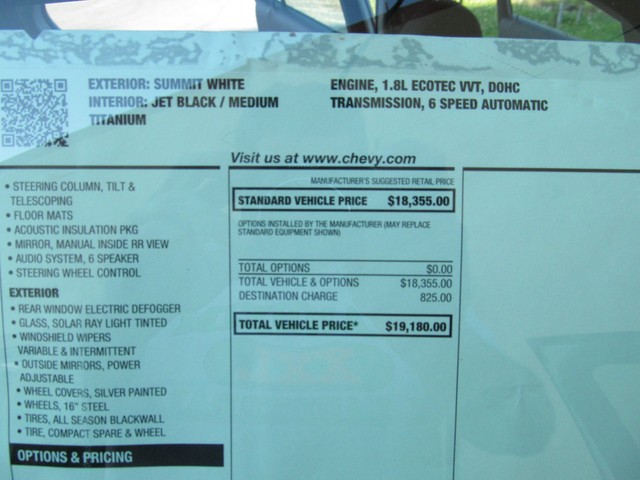 EXTERIOR: SUMMIT WHITE
INTERIOR: JET BLACK / MEDIUM
TITANIUM
ENGINE, 1.8L ECOTEC VVT, DOHC
TRANSMISSION, 6 SPEED AUTOMATIC
Visit us at www.chevy.com
• STEERING COLUMN, TILT &
TELESCOPING
• FLOOR MATS
• ACOUSTIC INSULATION PKG
• MIRROR, MANUAL INSIDE RR VIEW
• AUDIO SYSTEM, 6 SPEAKER
• STEERING WHEEL CONTROL
EXTERIOR
• REAR WINDOW ELECTRIC DEFOGGER
• GLASS, SOLAR RAY LIGHT TINTED
• WINDSHIELD WIPERS
VARIABLE & INTERMITTENT
• OUTSIDE MIRRORS, POWER
ADJUSTABLE
• WHEEL COVERS, SILVER PAINTED
• WHEELS, 16" STEEL
• TIRES, ALL SEASON BLACKWALL
• TIRE, COMPACT SPARE & WHEEL
OPTIONS & PRICING
MANUFACTURER'S SUGGESTED RETAIL PRICE
STANDARD VEHICLE PRICE $18,355.00
OPTIONS INSTALLED BY THE MANUFACTURER (MAY REPLACE
STANDARD EQUIPMENT SHOWN)
TOTAL OPTIONS $0.00
TOTAL VEHICLE & OPTIONS $18,355.00
DESTINATION CHARGE 825.00
TOTAL VEHICLE PRICE* $19,180.00